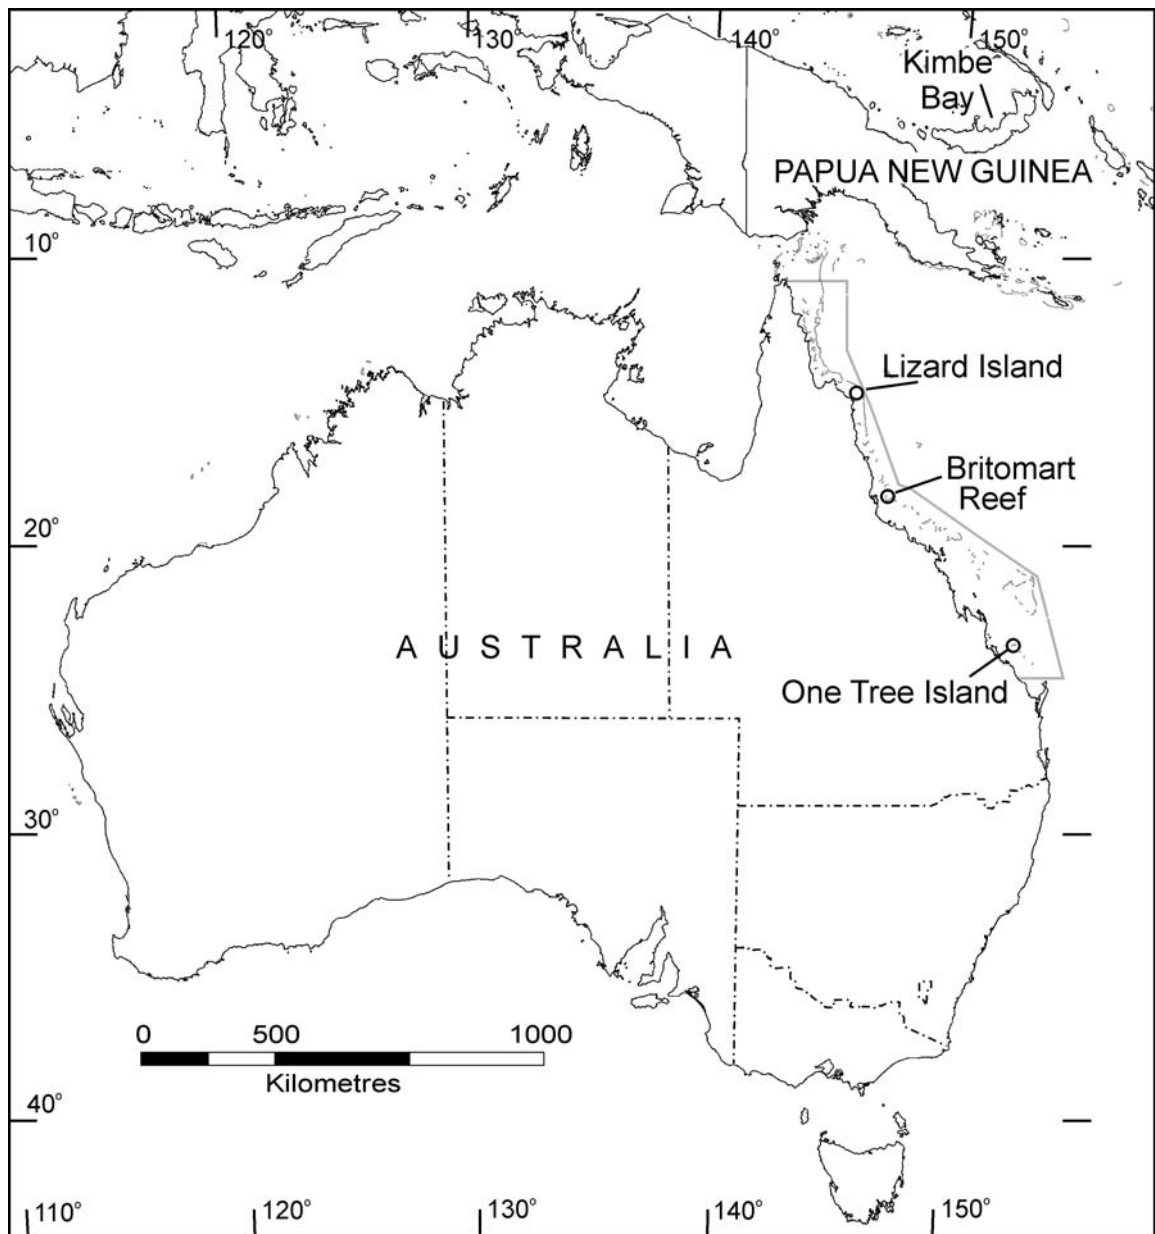 120° 130° 140° 150°
Kimbe
Bay
PAPUA NEW GUINEA
10°
Lizard Island
Britomart
Reef
20°
AUSTRALIA
One Tree Island
30°
0 500 1000
Kilometres
40°
110° 120° 130° 140° 150°